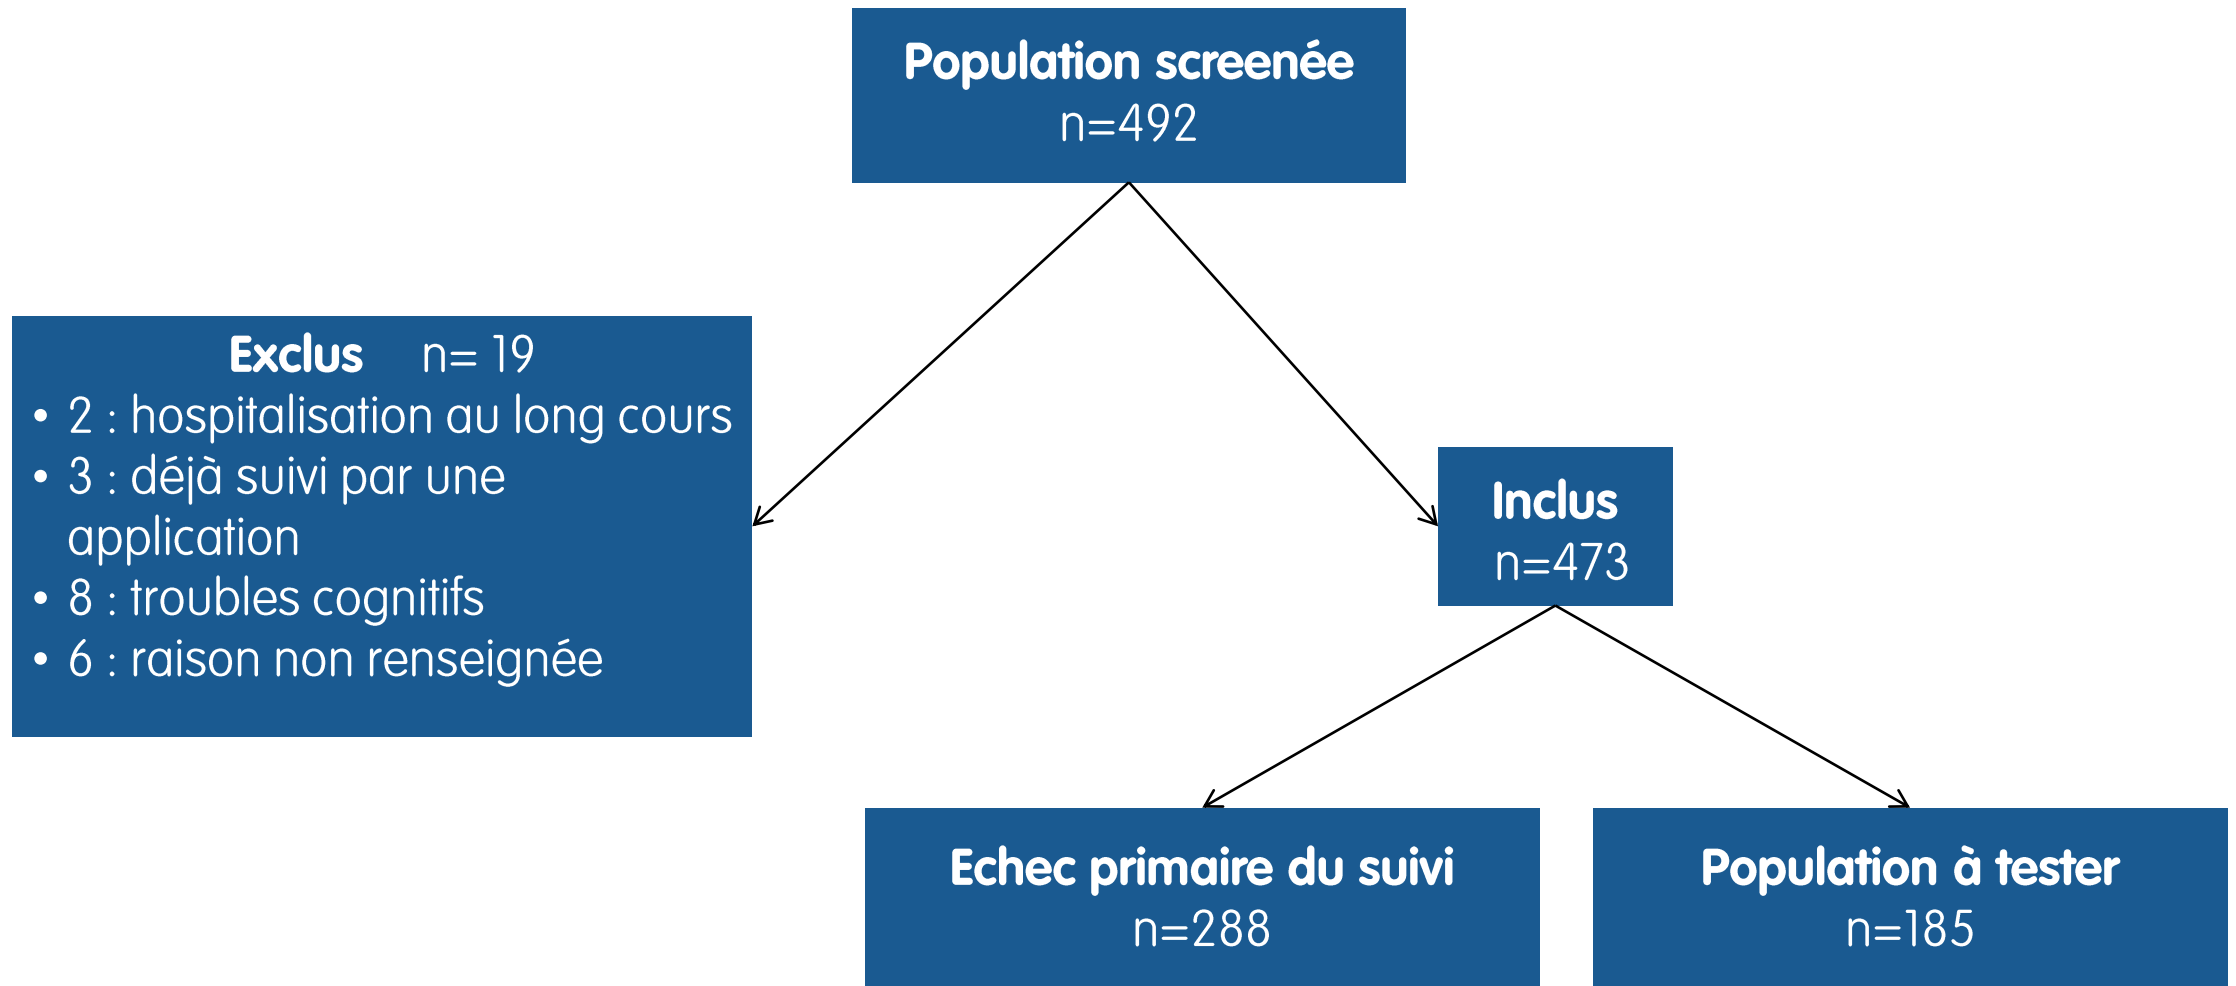 Population screenée
n=492
Exclus n= 19
• 2 : hospitalisation au long cours
• 3 : déjà suivi par une
application
• 8 : troubles cognitifs
• 6 : raison non renseignée
Inclus
n=473
Echec primaire du suivi
n=288
Population à tester
n=185